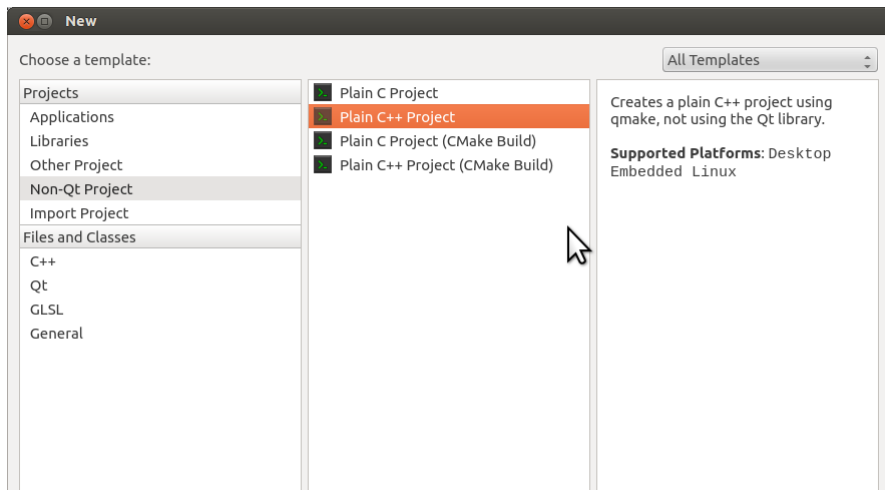 New
Choose a template:
All Templates
Projects
Applications
Libraries
Other Project
Non-Qt Project
Import Project
Files and Classes
C++
Qt
GLSL
General
Plain C Project
Plain C++ Project
Plain C Project (CMake Build)
Plain C++ Project (CMake Build)
Creates a plain C++ project using
qmake, not using the Qt library.
Supported Platforms: Desktop
Embedded Linux